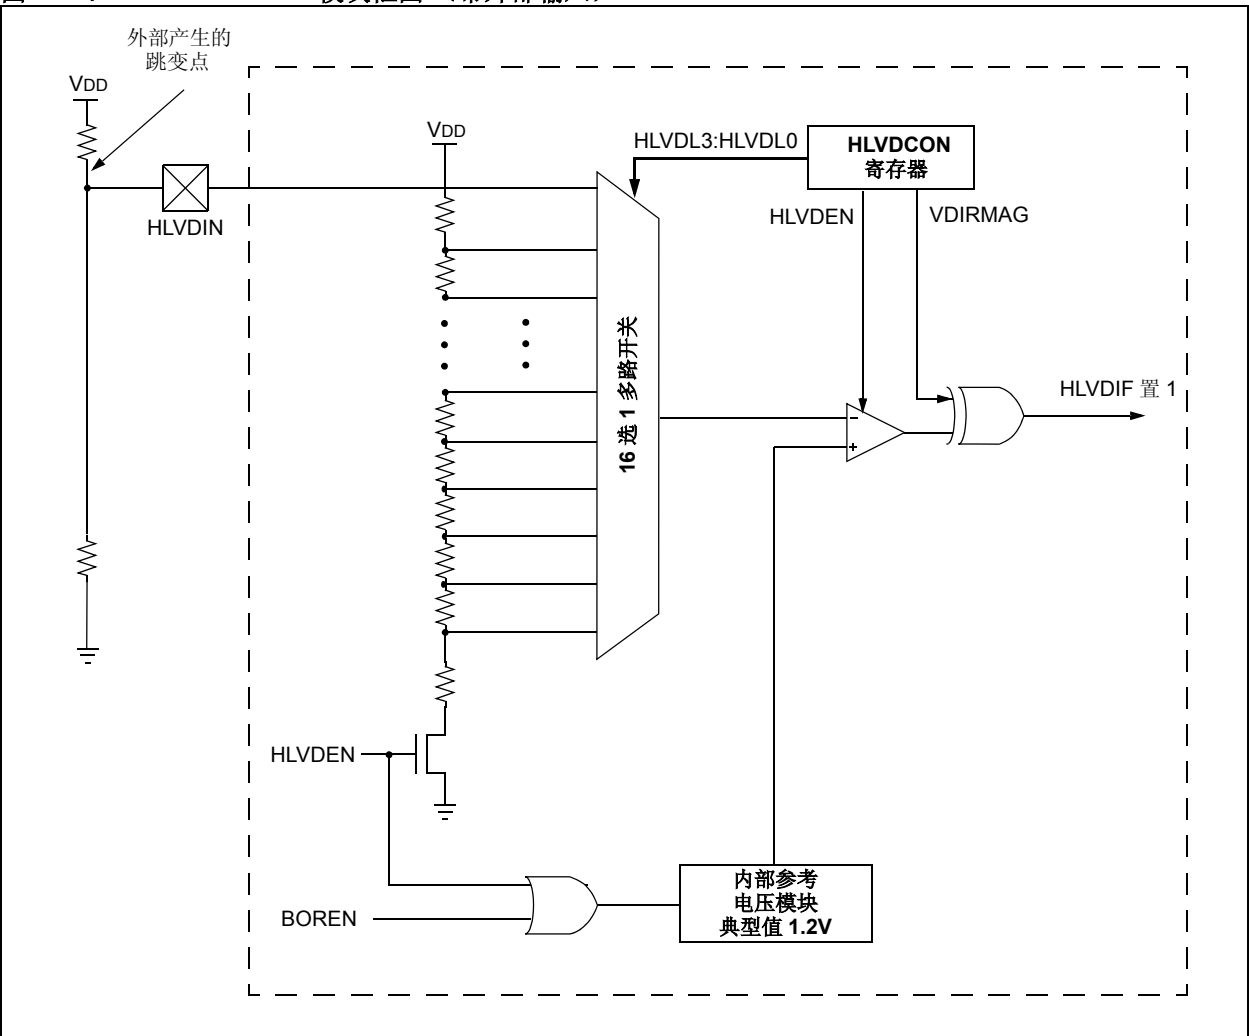 外部产生的
跳变点
VDD
VDD
HLVDIN
HLVDL3:HLVDL0
HLVDCON
寄存器
HLVDEN
VDIRMAG
16 选 1 多路开关
−
+
HLVDIF 置 1
HLVDEN
BOREN
内部参考
电压模块
典型值 1.2V